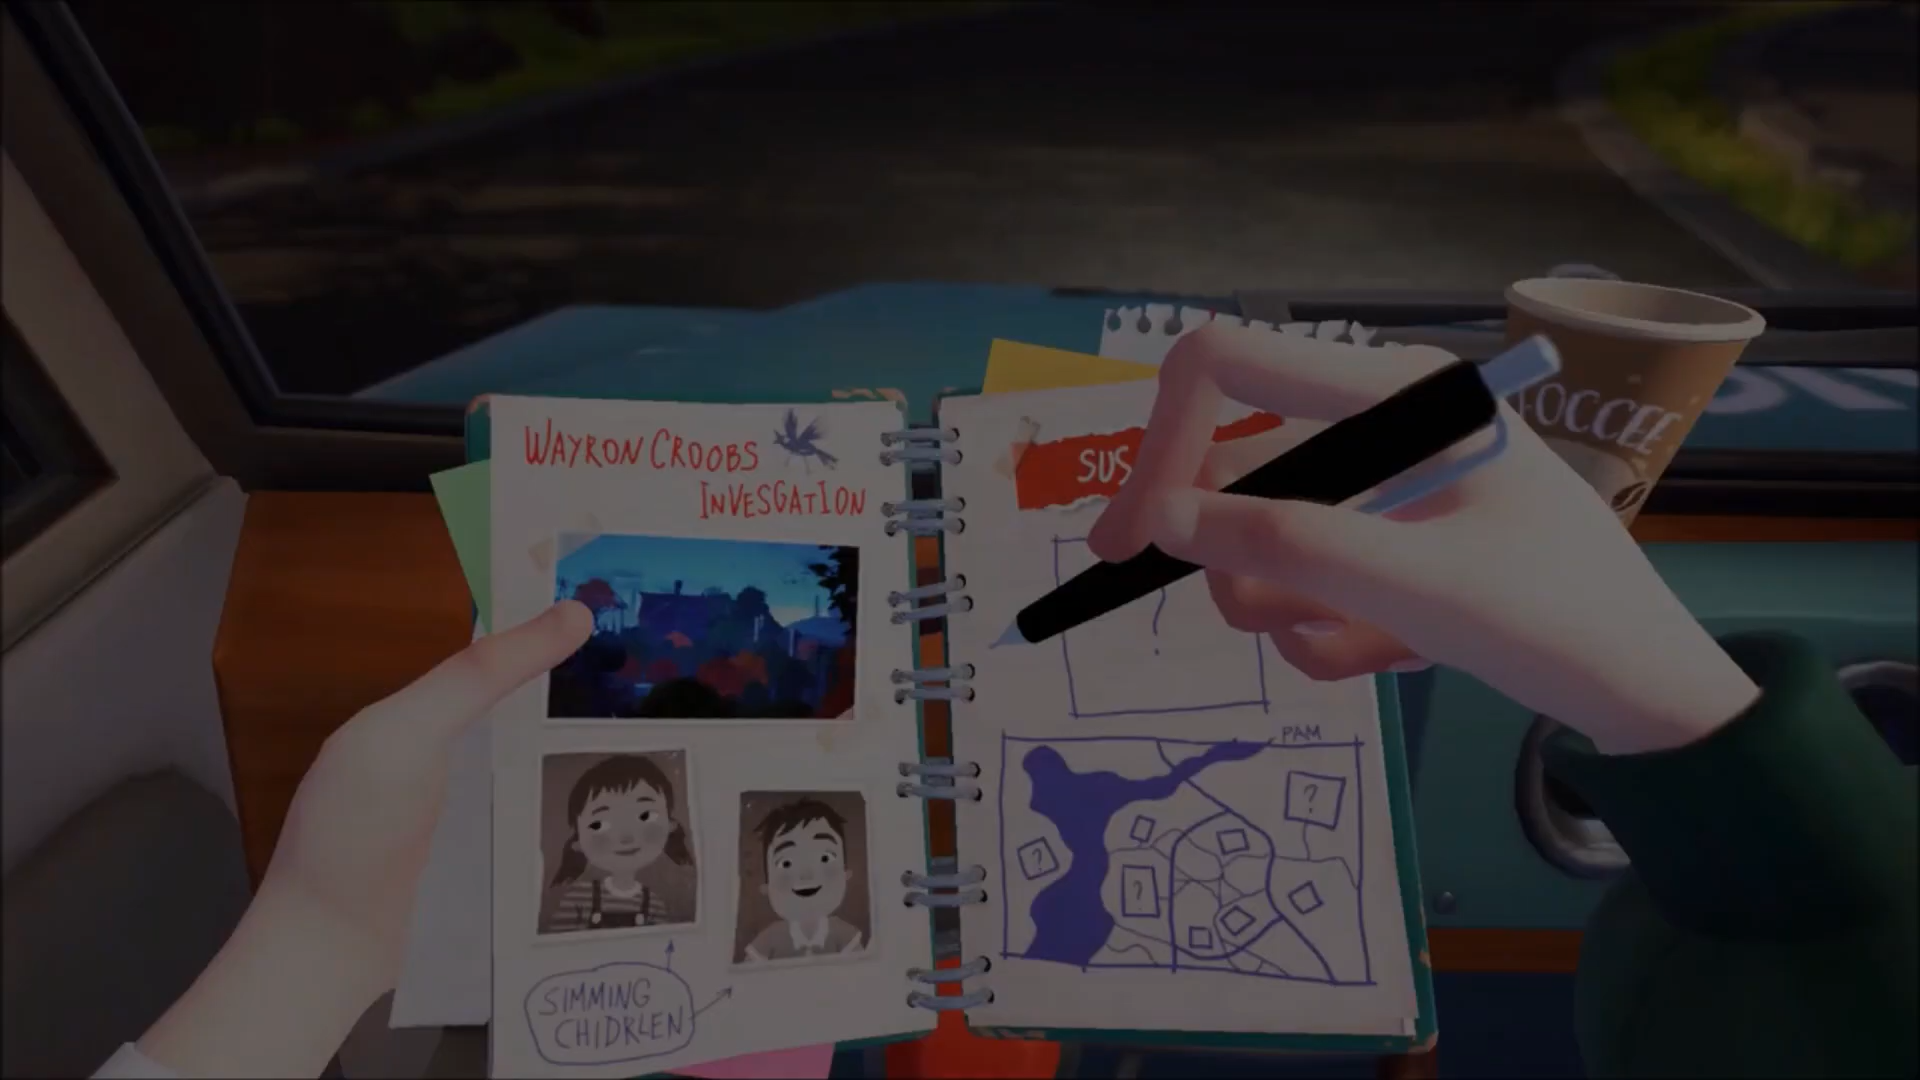 WAYRON CROOBS
INVESGATION
SUS
?
PAM
?
?
?
SIMMING
CHIDRLEN
OCCEE